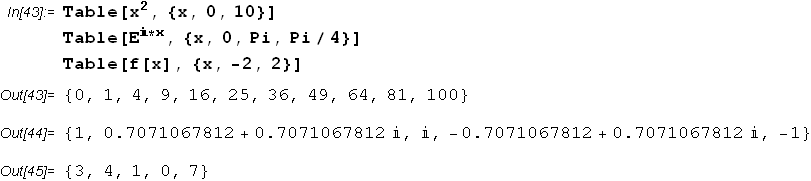 In[43]:= Table[x², {x, 0, 10}]
Table[E^ⅈ*x, {x, 0, Pi, Pi / 4}]
Table[f[x], {x, -2, 2}]
Out[43]= {0, 1, 4, 9, 16, 25, 36, 49, 64, 81, 100}
Out[44]= {1, 0.7071067812 + 0.7071067812 ⅈ, ⅈ, -0.7071067812 + 0.7071067812 ⅈ, -1}
Out[45]= {3, 4, 1, 0, 7}